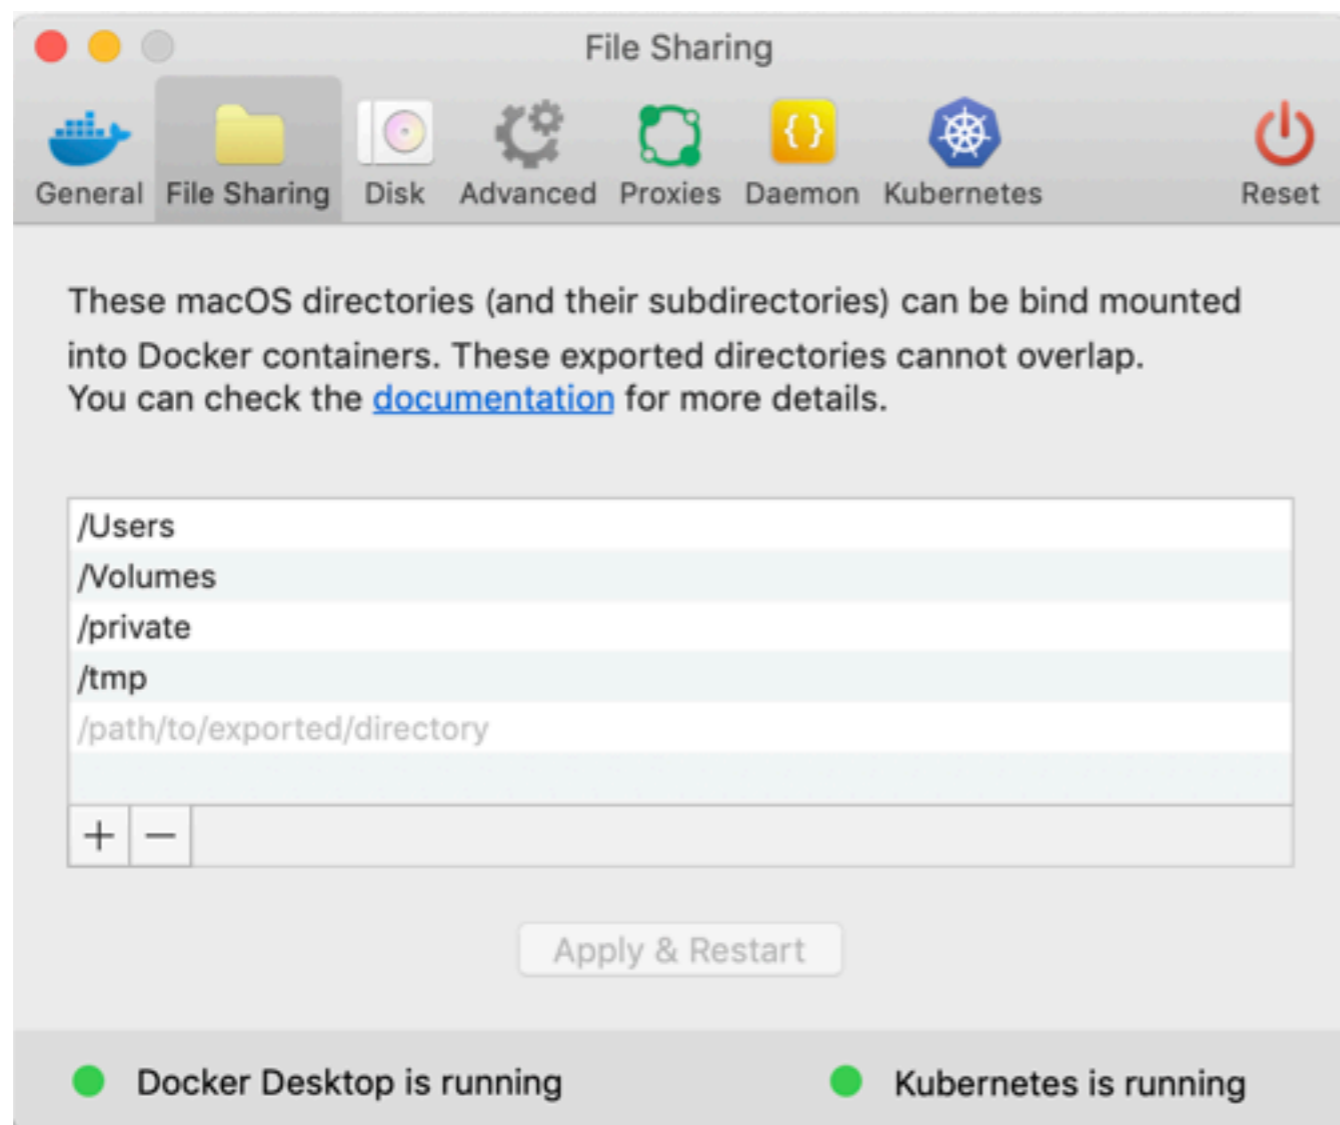 File Sharing
General File Sharing Disk Advanced Proxies Daemon Kubernetes Reset
These macOS directories (and their subdirectories) can be bind mounted
into Docker containers. These exported directories cannot overlap.
You can check the documentation for more details.
/Users
/Volumes
/private
/tmp
/path/to/exported/directory
Apply & Restart
Docker Desktop is running Kubernetes is running